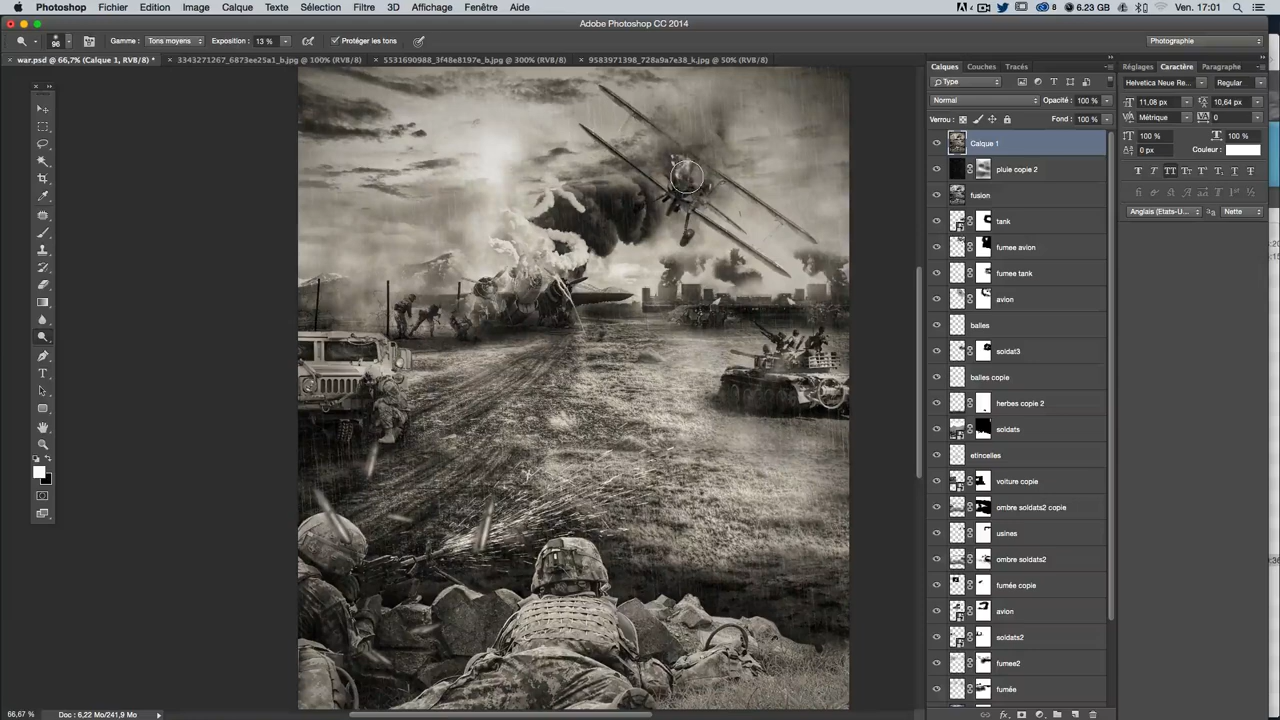 Photoshop Fichier Edition Image Calque Texte Sélection Filtre 3D Affichage Fenêtre Aide 4 8 6.23 GB Ven. 17:01
Adobe Photoshop CC 2014
96 Gamme : Tons moyens Exposition : 13 % Protéger les tons Photographie
war.psd @ 66,7% (Calque 1, RVB/8) * 3343271267_6873ee25a1_b.jpg @ 100% (RVB/8) 5531690988_3f48e8197e_b.jpg @ 300% (RVB/8) 9583971398_728a9a7e38_k.jpg @ 50% (RVB/8)
Calques Couches Tracés
Type
Normal Opacité : 100 %
Verrou : Fond : 100 %
Calque 1
pluie copie 2
fusion
tank
fumee avion
fumee tank
avion
balles
soldat3
balles copie
herbes copie 2
soldats
etincelles
voiture copie
ombre soldats2 copie
usines
ombre soldats2
fumée copie
avion
soldats2
fumee2
fumée
Réglages Caractère Paragraphe
Helvetica Neue Re... Regular
11,08 px 10,64 px
Métrique 0
100 % 100 %
0 px Couleur :
Anglais (Etats-U... Nette
66,67 % Doc : 6,22 Mo/241,9 Mo